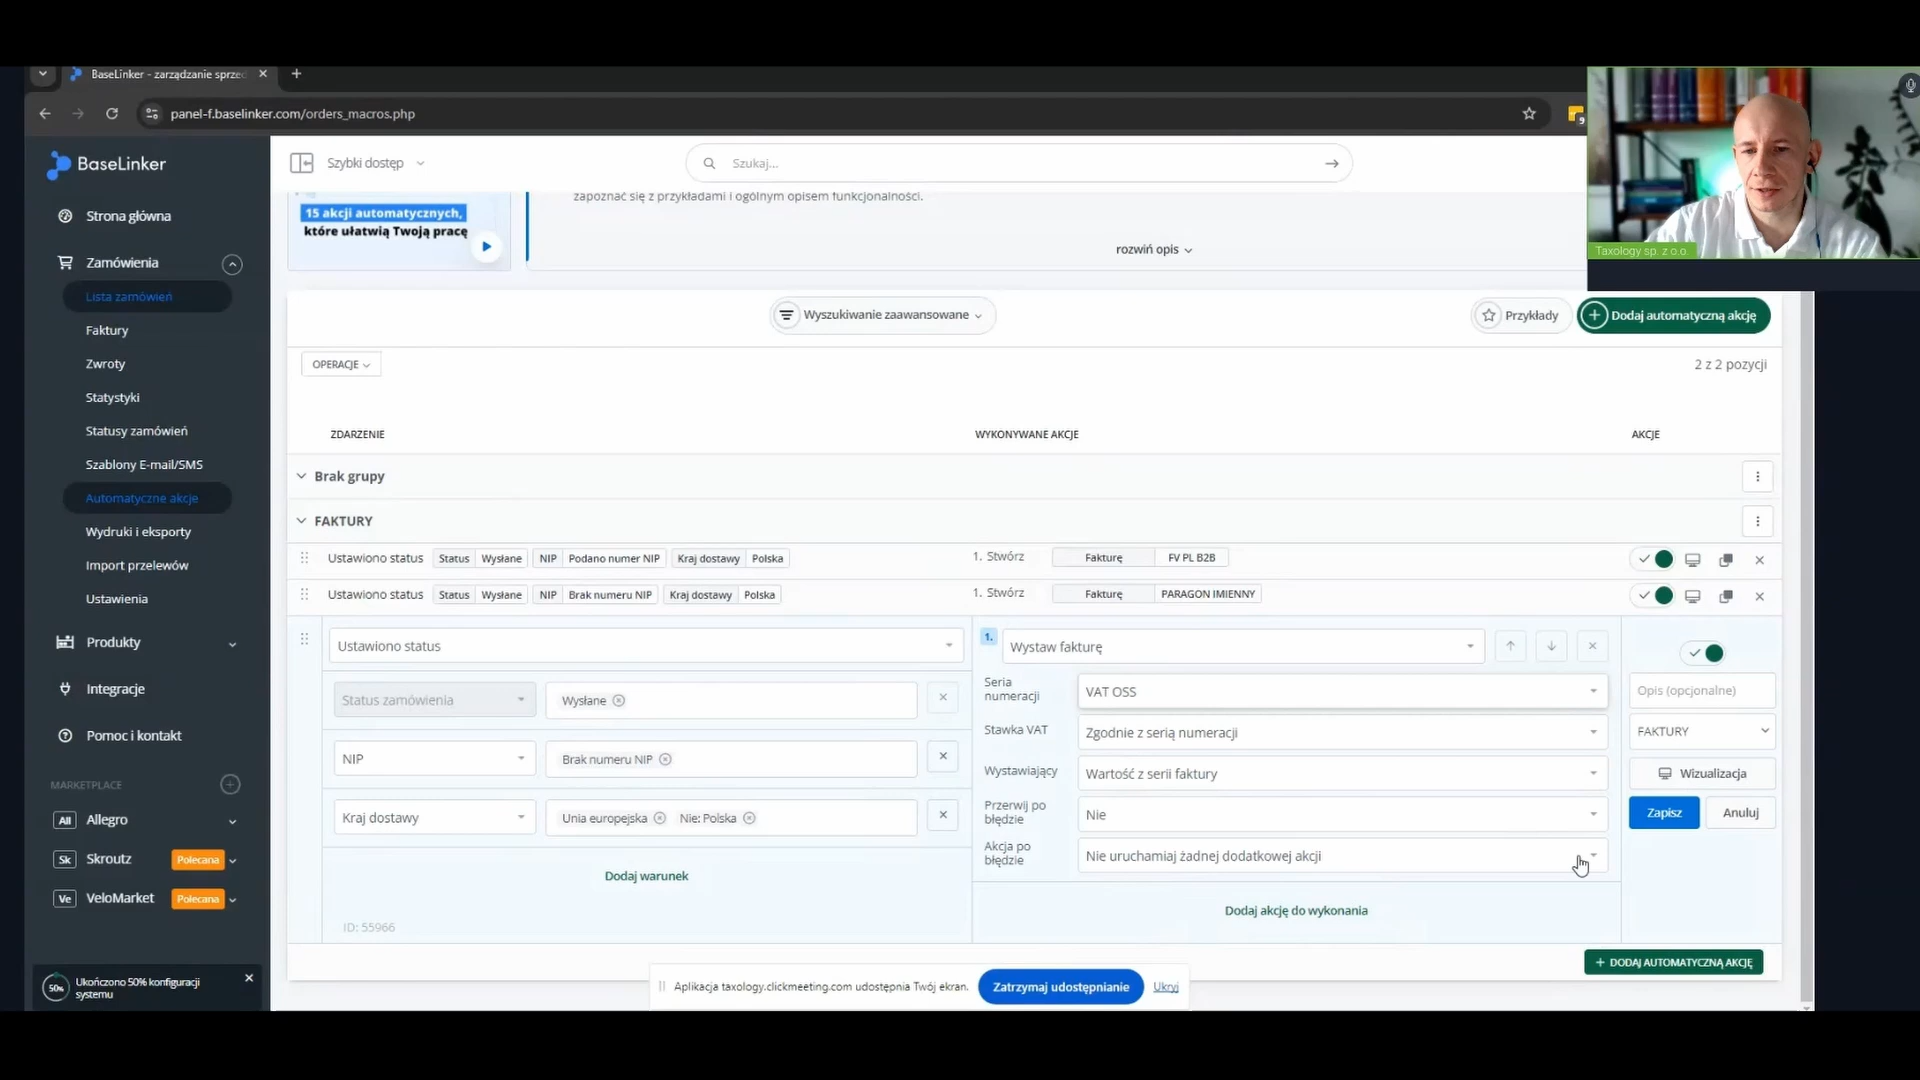 BaseLinker - zarządzanie sprzed
panel-f.baselinker.com/orders_macros.php
BaseLinker
Szybki dostęp
Szukaj...
Taxology sp. z o.o.
Strona główna
Zamówienia
Lista zamówień
Faktury
Zwroty
Statystyki
Statusy zamówień
Szablony E-mail/SMS
Automatyczne akcje
Wydruki i eksporty
Import przelewów
Ustawienia
Produkty
Integracje
Pomoc i kontakt
MARKETPLACE
All Allegro
Sk Skroutz Polecana
Ve VeloMarket Polecana
50% Ukończono 50% konfiguracji
systemu
15 akcji automatycznych,
które ułatwią Twoją pracę
zapoznać się z przykładami i ogólnym opisem funkcjonalności.
rozwiń opis
Wyszukiwanie zaawansowane
Przykłady
Dodaj automatyczną akcję
OPERACJE
2 z 2 pozycji
ZDARZENIE WYKONYWANE AKCJE AKCJE
Brak grupy
FAKTURY
Ustawiono status Status Wysłane NIP Podano numer NIP Kraj dostawy Polska 1. Stwórz Fakturę FV PL B2B
Ustawiono status Status Wysłane NIP Brak numeru NIP Kraj dostawy Polska 1. Stwórz Fakturę PARAGON IMIENNY
Ustawiono status
Status zamówienia Wysłane
NIP Brak numeru NIP
Kraj dostawy Unia europejska Nie: Polska
Dodaj warunek
ID: 55966
1. Wystaw fakturę
Seria
numeracji VAT OSS
Stawka VAT Zgodnie z serią numeracji
Wystawiający Wartość z serii faktury
Przerwij po
błędzie Nie
Akcja po
błędzie Nie uruchamiaj żadnej dodatkowej akcji
Dodaj akcję do wykonania
Opis (opcjonalne)
FAKTURY
Wizualizacja
Zapisz Anuluj
+ DODAJ AUTOMATYCZNĄ AKCJĘ
Aplikacja taxology.clickmeeting.com udostępnia Twój ekran. Zatrzymaj udostępnianie Ukryj